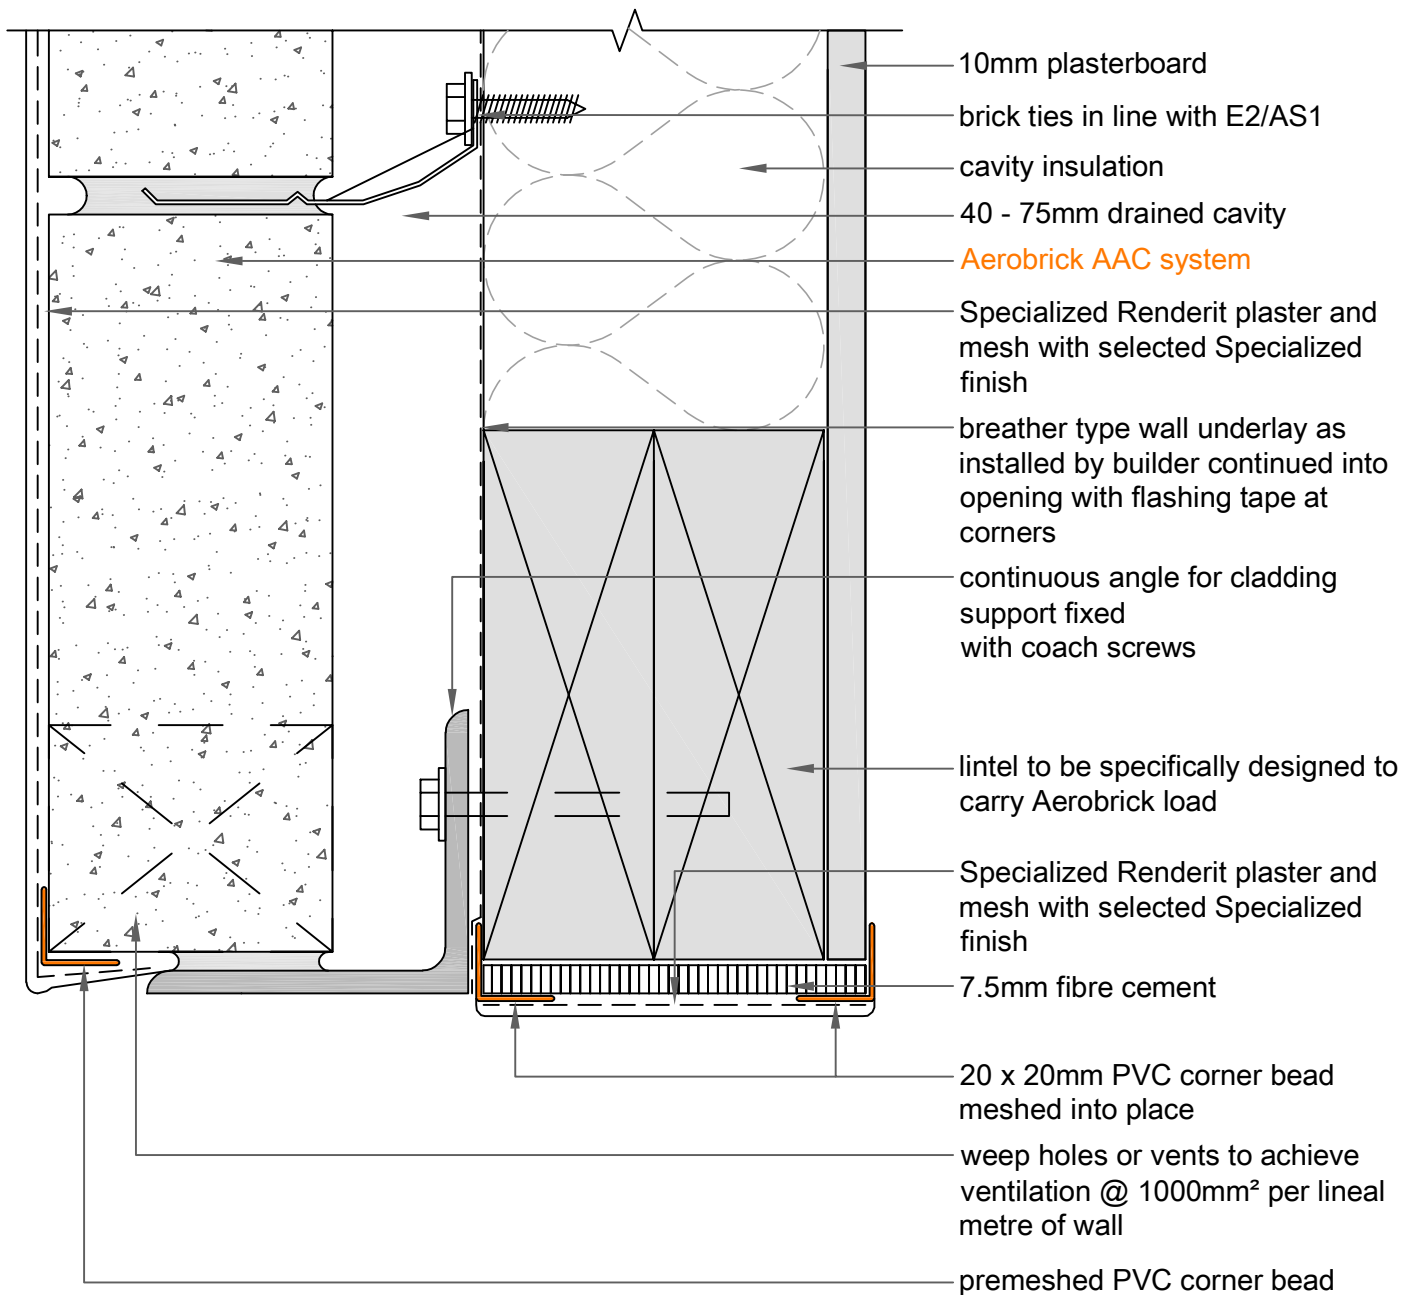 10mm plasterboard
brick ties in line with E2/AS1
cavity insulation
40 - 75mm drained cavity
Aerobrick AAC system
Specialized Renderit plaster and
mesh with selected Specialized
finish
breather type wall underlay as
installed by builder continued into
opening with flashing tape at
corners
continuous angle for cladding
support fixed
with coach screws
lintel to be specifically designed to
carry Aerobrick load
Specialized Renderit plaster and
mesh with selected Specialized
finish
7.5mm fibre cement
20 x 20mm PVC corner bead
meshed into place
weep holes or vents to achieve
ventilation @ 1000mm² per lineal
metre of wall
premeshed PVC corner bead